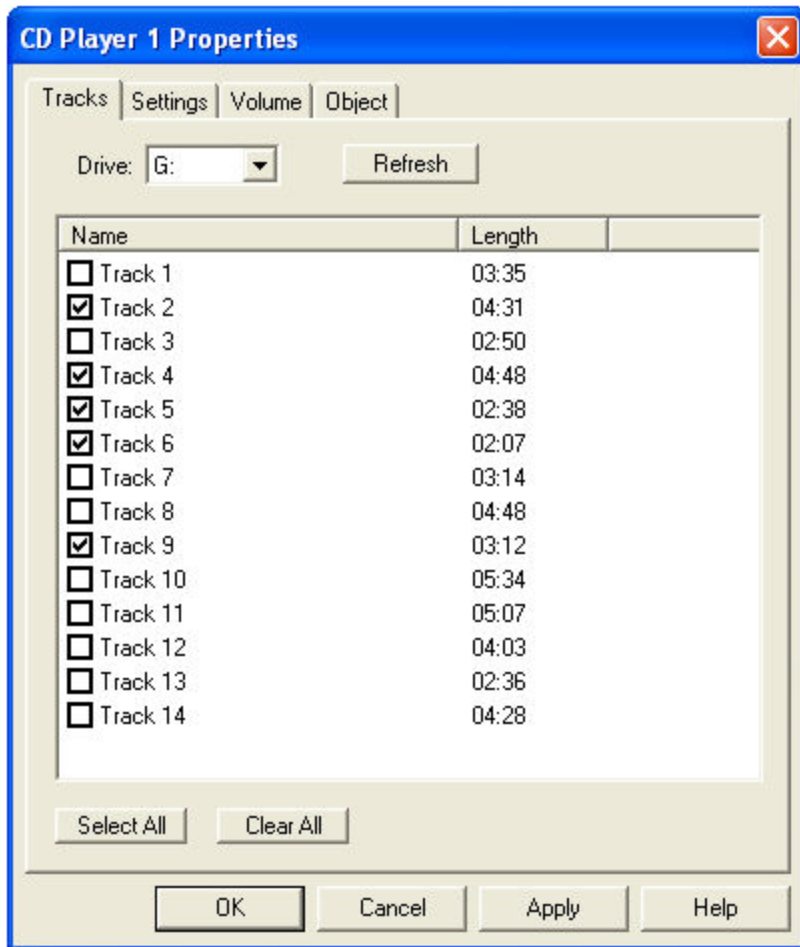 CD Player 1 Properties
Tracks Settings Volume Object
Drive: G: Refresh
Name Length
Track 1 03:35
Track 2 04:31
Track 3 02:50
Track 4 04:48
Track 5 02:38
Track 6 02:07
Track 7 03:14
Track 8 04:48
Track 9 03:12
Track 10 05:34
Track 11 05:07
Track 12 04:03
Track 13 02:36
Track 14 04:28
Select All Clear All
OK Cancel Apply Help